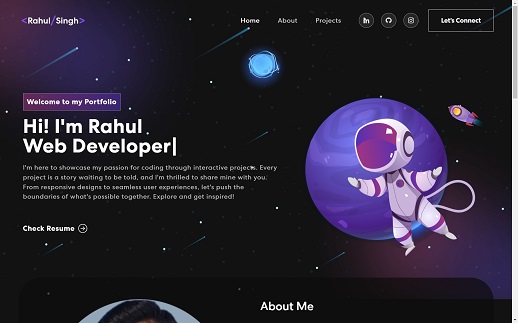 <Rahul/Singh>
Home
About
Projects
Let's Connect
Welcome to my Portfolio
Hi! I'm Rahul
Web Developer|
I'm here to showcase my passion for coding through interactive projects. Every
project is a story waiting to be told, and I'm thrilled to share mine with you.
From responsive designs to seamless user experiences, let's push the
boundaries of what's possible together. Explore and get inspired!
Check Resume
About Me